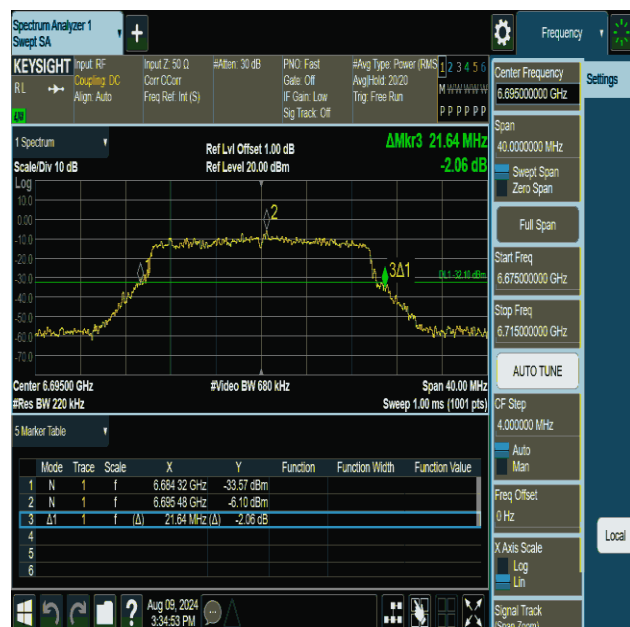 Spectrum Analyzer 1
Swept SA
Frequency
KEYSIGHT
RL
Input: RF
Coupling: DC
Align: Auto
Input Z: 50 Ω
Corr CCorr
Freq Ref: Int (S)
#Atten: 30 dB
PNO: Fast
Gate: Off
IF Gain: Low
Sig Track: Off
#Avg Type: Power (RMS
Avg|Hold: 20/20
Trig: Free Run
1 2 3 4 5 6
M W W W W W
P P P P P P
1 Spectrum
Scale/Div 10 dB
Ref Lvl Offset 1.00 dB
Ref Level 20.00 dBm
ΔMkr3 21.64 MHz
-2.06 dB
Log
10.0
0.00
-10.0
-20.0
-30.0
-40.0
-50.0
-60.0
-70.0
1
2
3Δ1
DL1 -32.10 dBm
Center 6.69500 GHz
#Video BW 680 kHz
Span 40.00 MHz
#Res BW 220 kHz
Sweep 1.00 ms (1001 pts)
5 Marker Table
Mode Trace Scale X Y Function Function Width Function Value
1 N 1 f 6.684 32 GHz -33.57 dBm
2 N 1 f 6.695 48 GHz -6.10 dBm
3 Δ1 1 f (Δ) 21.64 MHz (Δ) -2.06 dB
4
5
6
Aug 09, 2024
3:34:53 PM
?
Center Frequency
6.695000000 GHz
Settings
Span
40.0000000 MHz
Swept Span
Zero Span
Full Span
Start Freq
6.675000000 GHz
Stop Freq
6.715000000 GHz
AUTO TUNE
CF Step
4.000000 MHz
Auto
Man
Freq Offset
0 Hz
Local
X Axis Scale
Log
Lin
Signal Track
(Span Zoom)